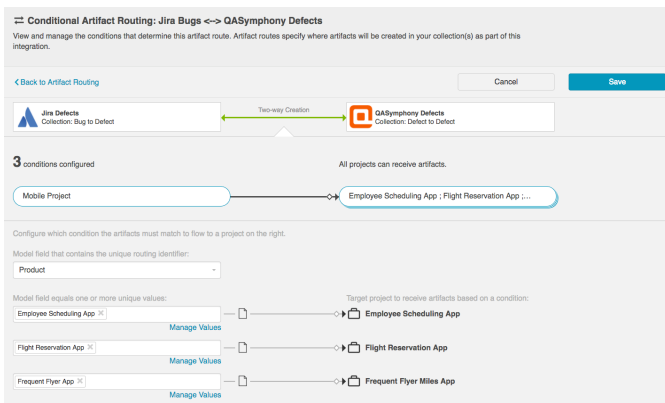 Conditional Artifact Routing: Jira Bugs <--> QASymphony Defects
View and manage the conditions that determine this artifact route. Artifact routes specify where artifacts will be created in your collection(s) as part of this
integration.
Back to Artifact Routing
Cancel
Save
Jira Defects
Collection: Bug to Defect
Two-way Creation
QASymphony Defects
Collection: Defect to Defect
3 conditions configured
All projects can receive artifacts.
Mobile Project
Employee Scheduling App ; Flight Reservation App ;...
Configure which condition the artifacts must match to flow to a project on the right.
Model field that contains the unique routing identifier:
Product
Model field equals one or more unique values:
Target project to receive artifacts based on a condition:
Employee Scheduling App
Manage Values
Employee Scheduling App
Flight Reservation App
Manage Values
Flight Reservation App
Frequent Flyer App
Manage Values
Frequent Flyer Miles App